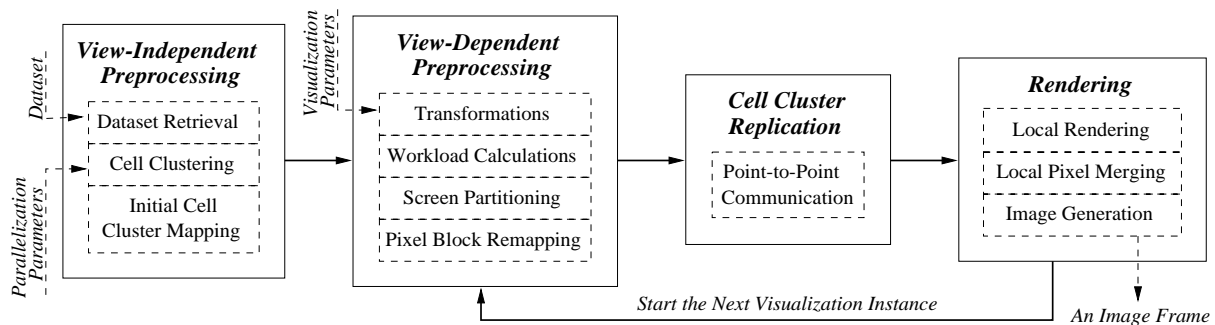 Dataset
Parallelization
Parameters
View-Independent
Preprocessing
Dataset Retrieval
Cell Clustering
Initial Cell
Cluster Mapping
Visualization
Parameters
View-Dependent
Preprocessing
Transformations
Workload Calculations
Screen Partitioning
Pixel Block Remapping
Cell Cluster
Replication
Point-to-Point
Communication
Rendering
Local Rendering
Local Pixel Merging
Image Generation
Start the Next Visualization Instance
An Image Frame